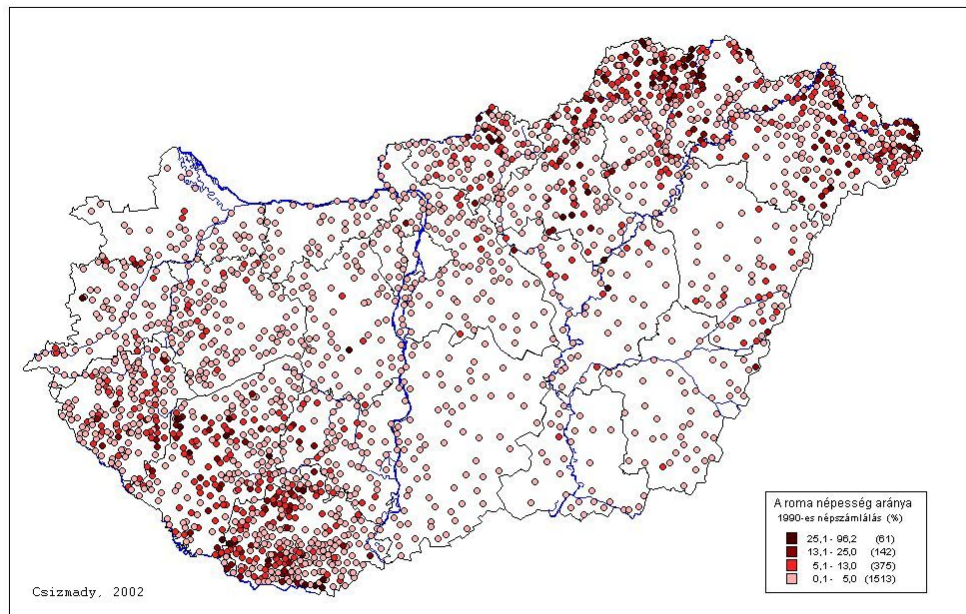 A roma népesség aránya
1990-es népszámlálás (%)
25,1 - 96,2 (61)
13,1 - 25,0 (142)
5,1 - 13,0 (375)
0,1 - 5,0 (1513)
Csizmady, 2002